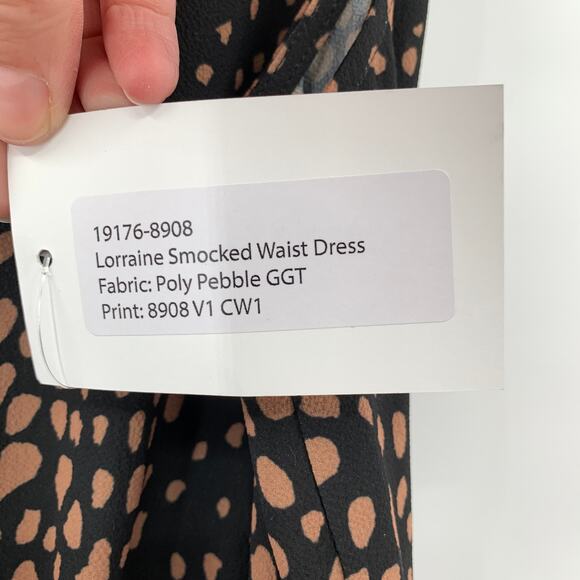 19176-8908
Lorraine Smocked Waist Dress
Fabric: Poly Pebble GGT
Print: 8908 V1 CW1